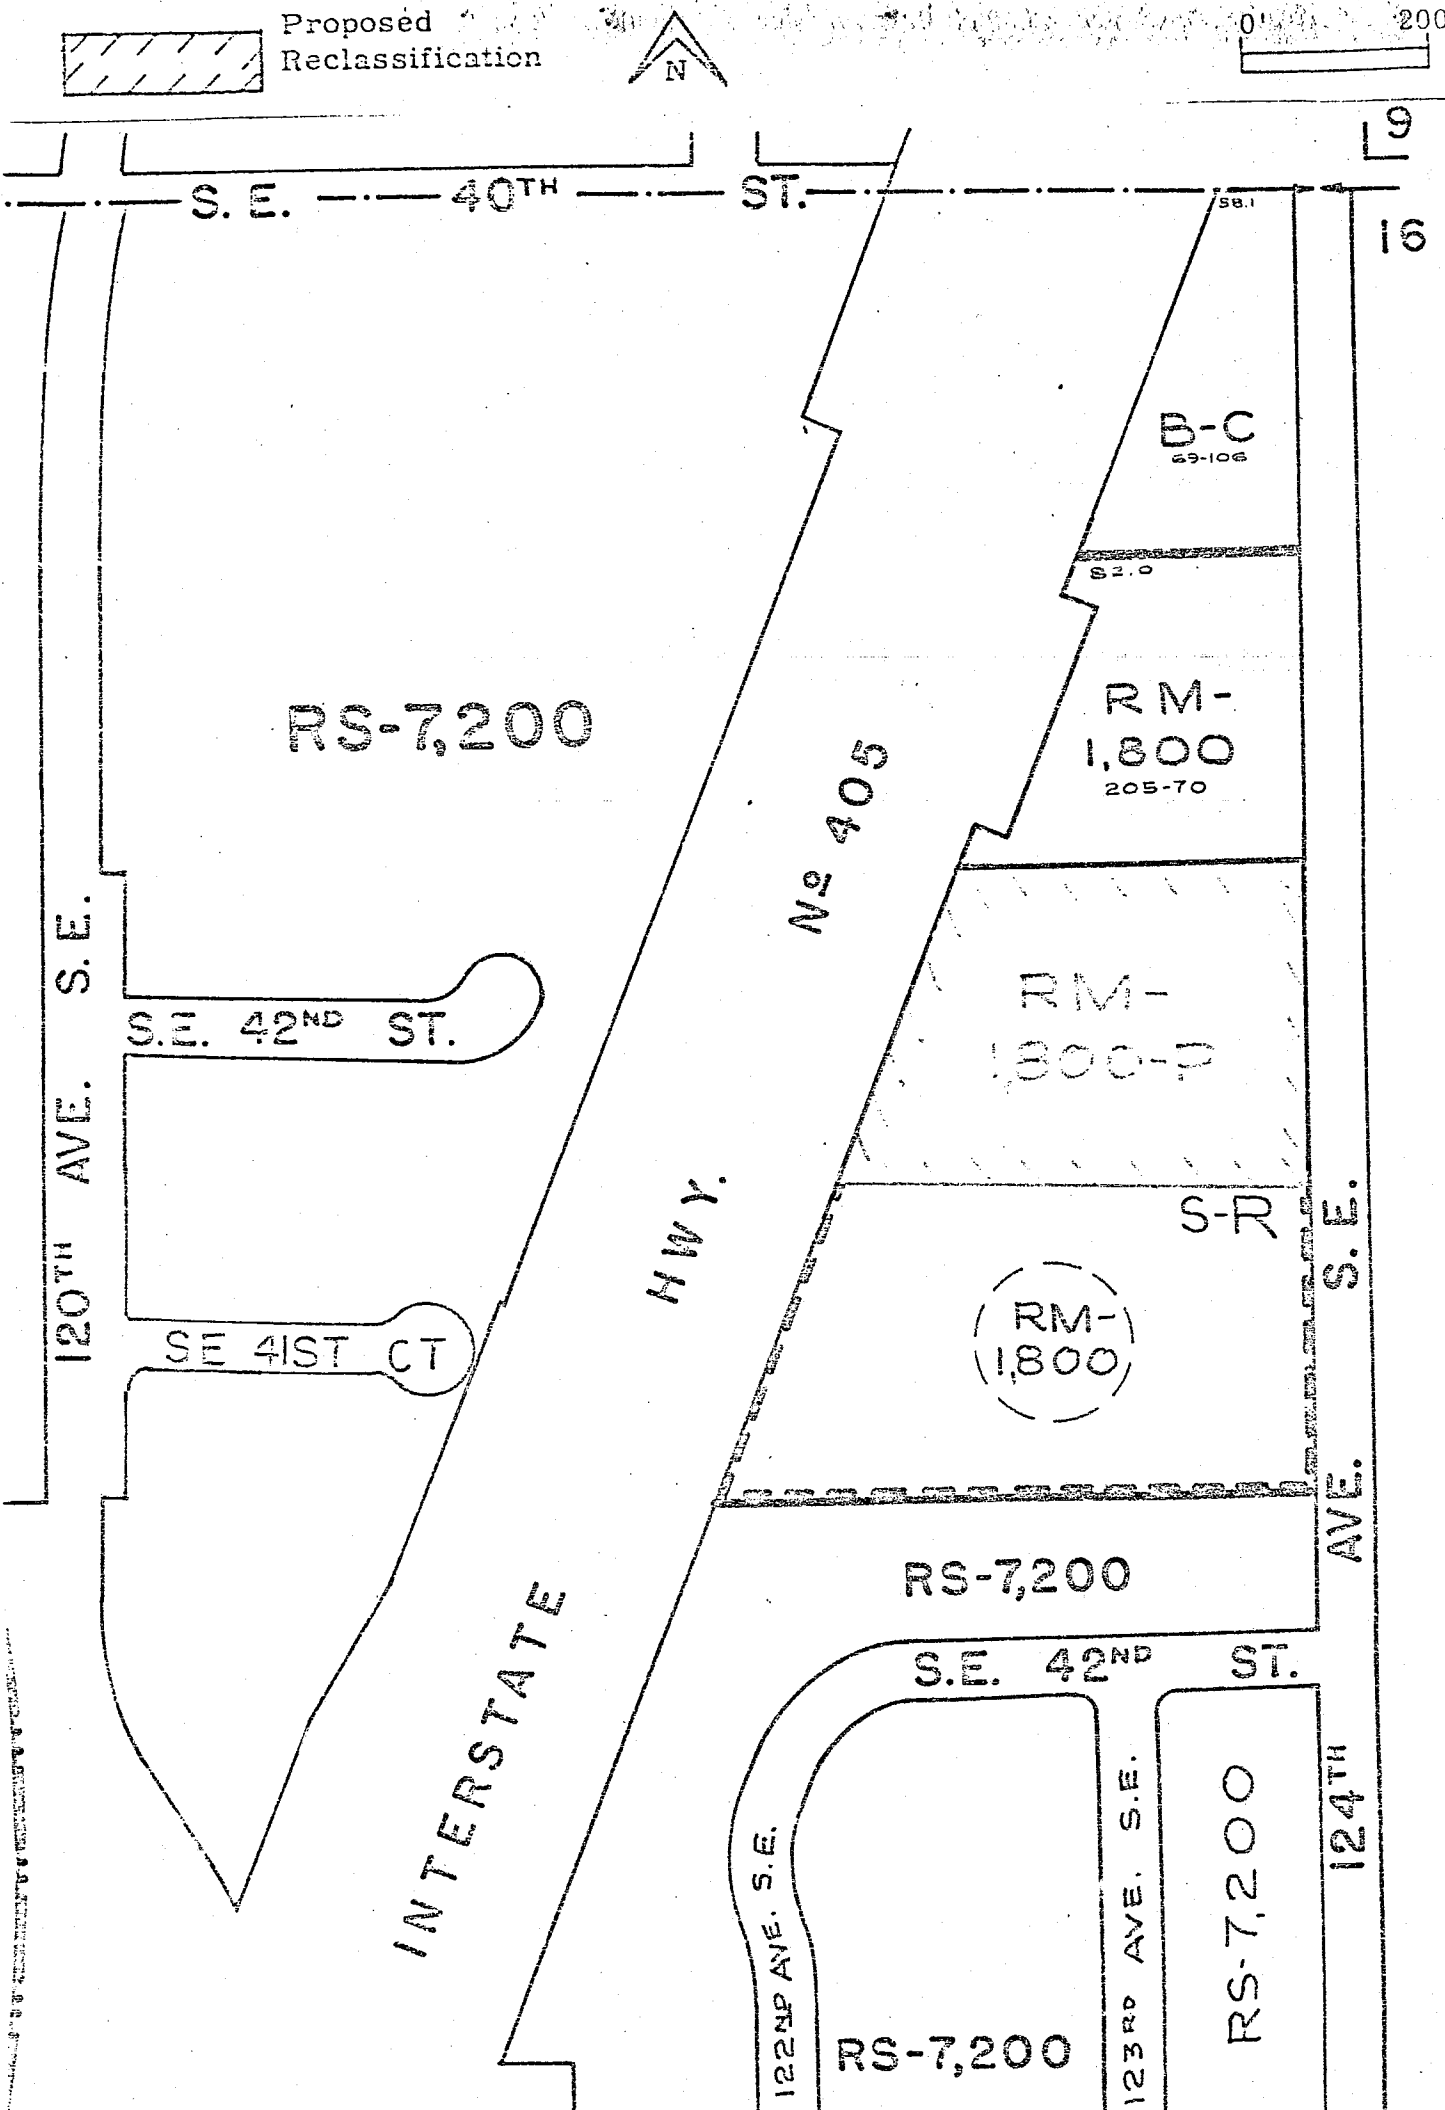 Proposed
Reclassification
N
0' 200
9
S. E. 40TH ST.
S8.1
16
B-C
69-106
S2.0
RS-7,200
RM-
1,800
205-70
INTERSTATE HWY. Nº 405
RM-
1,800-P
120TH AVE. S.E.
S.E. 42ND ST.
S-R
RM-
1,800
SE 41ST CT
124TH AVE. S.E.
RS-7,200
S.E. 42ND ST.
122ND AVE. S.E.
RS-7,200
123RD AVE. S.E.
RS-7,200